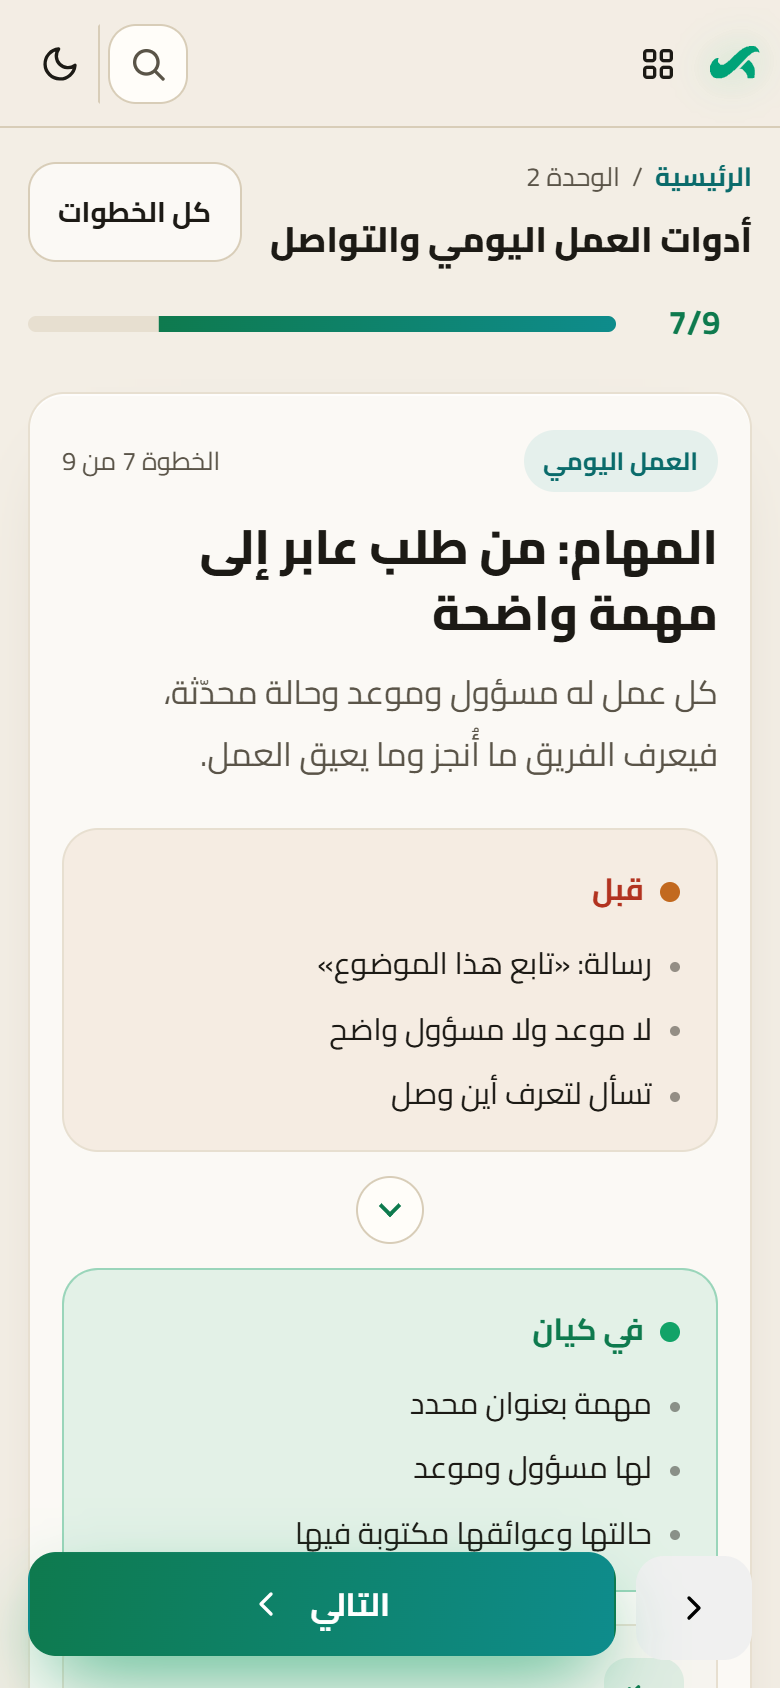 الرئيسية / الوحدة 2
أدوات العمل اليومي والتواصل
كل الخطوات
7/9
العمل اليومي
الخطوة 7 من 9
المهام: من طلب عابر إلى
مهمة واضحة
كل عمل له مسؤول وموعد وحالة محدّثة،
فيعرف الفريق ما أُنجز وما يعيق العمل.
قبل
رسالة: «تابع هذا الموضوع»
لا موعد ولا مسؤول واضح
تسأل لتعرف أين وصل
في كيان
مهمة بعنوان محدد
لها مسؤول وموعد
حالتها وعوائقها مكتوبة فيها
التالي